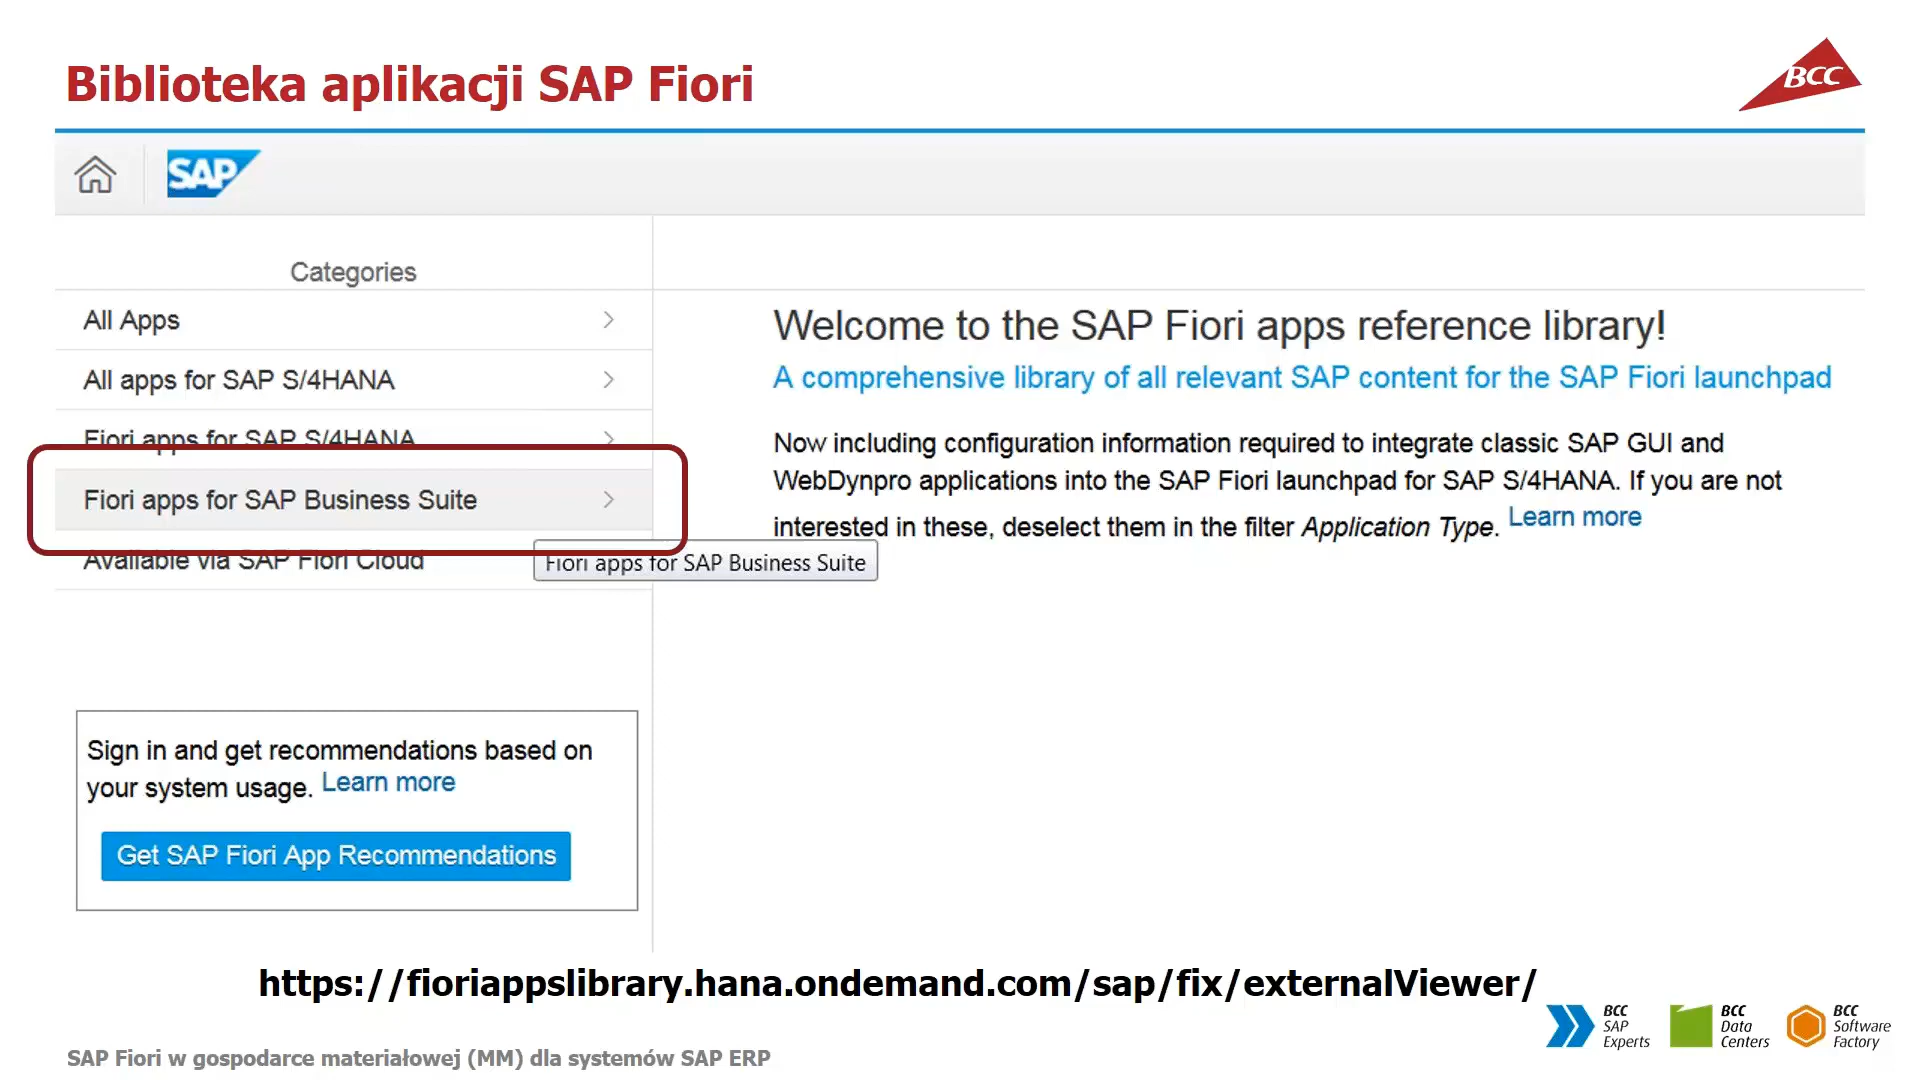 Biblioteka aplikacji SAP Fiori
BCC
SAP
Categories
All Apps
All apps for SAP S/4HANA
Fiori apps for SAP S/4HANA
Fiori apps for SAP Business Suite
Available via SAP Fiori Cloud
Fiori apps for SAP Business Suite
Welcome to the SAP Fiori apps reference library!
A comprehensive library of all relevant SAP content for the SAP Fiori launchpad
Now including configuration information required to integrate classic SAP GUI and
WebDynpro applications into the SAP Fiori launchpad for SAP S/4HANA. If you are not
interested in these, deselect them in the filter Application Type. Learn more
Sign in and get recommendations based on
your system usage. Learn more
Get SAP Fiori App Recommendations
https://fioriappslibrary.hana.ondemand.com/sap/fix/externalViewer/
BCC
SAP
Experts
BCC
Data
Centers
BCC
Software
Factory
SAP Fiori w gospodarce materiałowej (MM) dla systemów SAP ERP